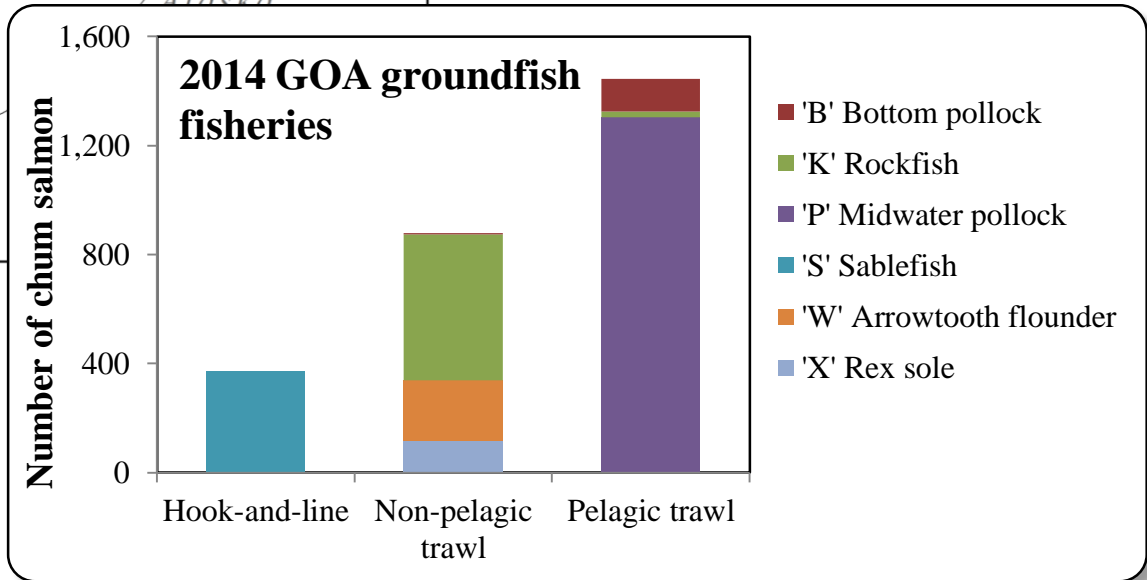 2014 GOA groundfish
fisheries
Number of chum salmon
1,600
1,200
800
400
0
Hook-and-line
Non-pelagic
trawl
Pelagic trawl
'B' Bottom pollock
'K' Rockfish
'P' Midwater pollock
'S' Sablefish
'W' Arrowtooth flounder
'X' Rex sole